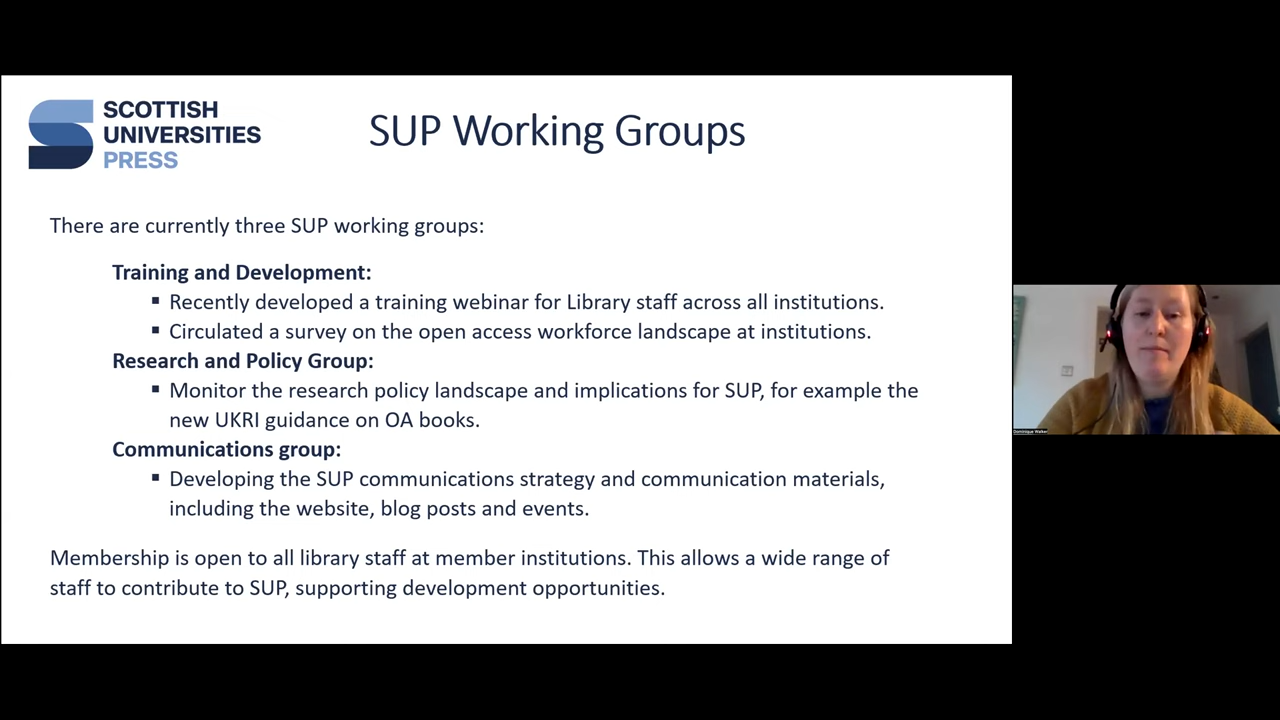 SCOTTISH
UNIVERSITIES
PRESS
SUP Working Groups
There are currently three SUP working groups:
Training and Development:
▪ Recently developed a training webinar for Library staff across all institutions.
▪ Circulated a survey on the open access workforce landscape at institutions.
Research and Policy Group:
▪ Monitor the research policy landscape and implications for SUP, for example the
new UKRI guidance on OA books.
Communications group:
▪ Developing the SUP communications strategy and communication materials,
including the website, blog posts and events.
Membership is open to all library staff at member institutions. This allows a wide range of
staff to contribute to SUP, supporting development opportunities.
Dominique Walker